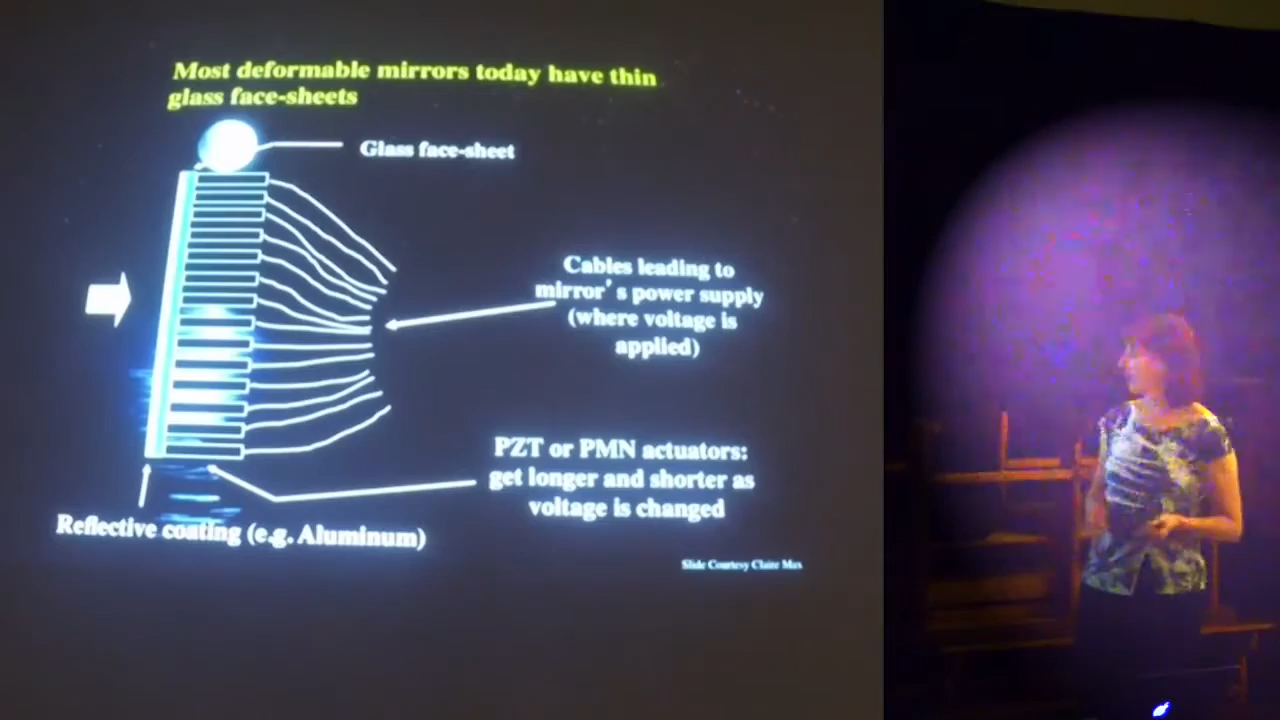 Most deformable mirrors today have thin
glass face-sheets
Glass face-sheet
Cables leading to
mirror's power supply
(where voltage is
applied)
PZT or PMN actuators:
get longer and shorter as
voltage is changed
Reflective coating (e.g. Aluminum)
Slide Courtesy Claire Max